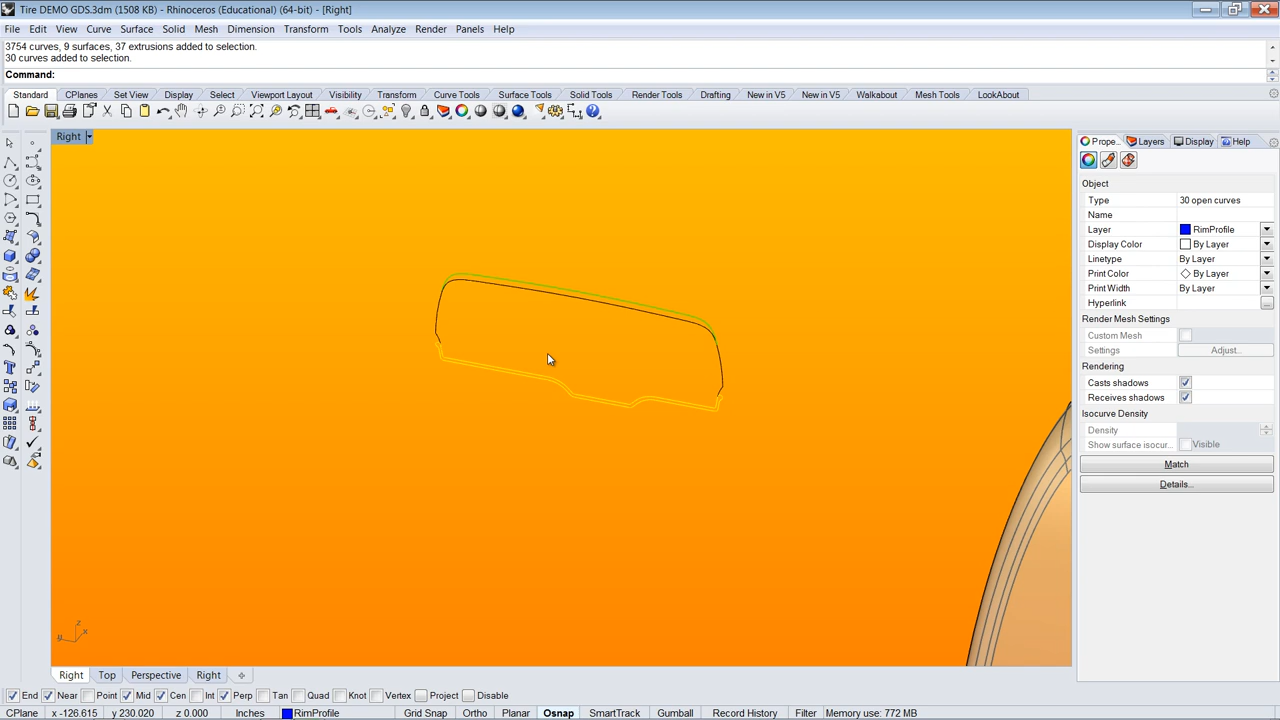 Tire DEMO GDS.3dm (1508 KB) - Rhinoceros (Educational) (64-bit) - [Right]
File Edit View Curve Surface Solid Mesh Dimension Transform Tools Analyze Render Panels Help
3754 curves, 9 surfaces, 37 extrusions added to selection.
30 curves added to selection.
Command:
Standard CPlanes Set View Display Select Viewport Layout Visibility Transform Curve Tools Surface Tools Solid Tools Render Tools Drafting New in V5 New in V5 Walkabout Mesh Tools LookAbout
Right
Prope... Layers Display Help
Object
Type 30 open curves
Name
Layer RimProfile
Display Color By Layer
Linetype By Layer
Print Color By Layer
Print Width By Layer
Hyperlink ...
Render Mesh Settings
Custom Mesh
Settings Adjust...
Rendering
Casts shadows
Receives shadows
Isocurve Density
Density
Show surface isocur... Visible
Match
Details...
z
y x
Right Top Perspective Right
End Near Point Mid Cen Int Perp Tan Quad Knot Vertex Project Disable
CPlane x -126.615 y 230.020 z 0.000 Inches RimProfile Grid Snap Ortho Planar Osnap SmartTrack Gumball Record History Filter Memory use: 772 MB